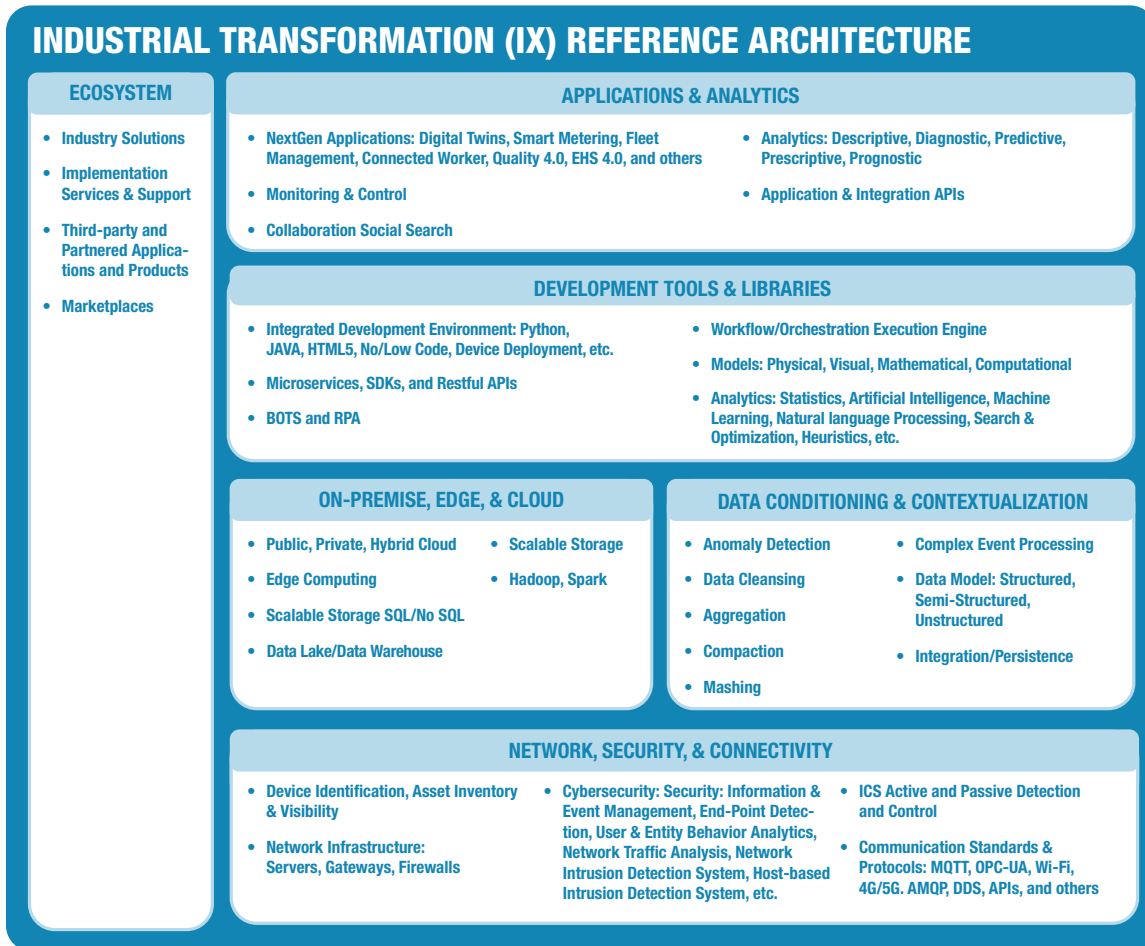 INDUSTRIAL TRANSFORMATION (IX) REFERENCE ARCHITECTURE
ECOSYSTEM
• Industry Solutions
• Implementation
Services & Support
• Third-party and
Partnered Applica-
tions and Products
• Marketplaces
APPLICATIONS & ANALYTICS
• NextGen Applications: Digital Twins, Smart Metering, Fleet
Management, Connected Worker, Quality 4.0, EHS 4.0, and others
• Monitoring & Control
• Collaboration Social Search
• Analytics: Descriptive, Diagnostic, Predictive,
Prescriptive, Prognostic
• Application & Integration APIs
DEVELOPMENT TOOLS & LIBRARIES
• Integrated Development Environment: Python,
JAVA, HTML5, No/Low Code, Device Deployment, etc.
• Microservices, SDKs, and Restful APIs
• BOTS and RPA
• Workflow/Orchestration Execution Engine
• Models: Physical, Visual, Mathematical, Computational
• Analytics: Statistics, Artificial Intelligence, Machine
Learning, Natural language Processing, Search &
Optimization, Heuristics, etc.
ON-PREMISE, EDGE, & CLOUD
• Public, Private, Hybrid Cloud
• Edge Computing
• Scalable Storage SQL/No SQL
• Data Lake/Data Warehouse
• Scalable Storage
• Hadoop, Spark
DATA CONDITIONING & CONTEXTUALIZATION
• Anomaly Detection
• Data Cleansing
• Aggregation
• Compaction
• Mashing
• Complex Event Processing
• Data Model: Structured,
Semi-Structured,
Unstructured
• Integration/Persistence
NETWORK, SECURITY, & CONNECTIVITY
• Device Identification, Asset Inventory
& Visibility
• Network Infrastructure:
Servers, Gateways, Firewalls
• Cybersecurity: Security: Information &
Event Management, End-Point Detec-
tion, User & Entity Behavior Analytics,
Network Traffic Analysis, Network
Intrusion Detection System, Host-based
Intrusion Detection System, etc.
• ICS Active and Passive Detection
and Control
• Communication Standards &
Protocols: MQTT, OPC-UA, Wi-Fi,
4G/5G. AMQP, DDS, APIs, and others